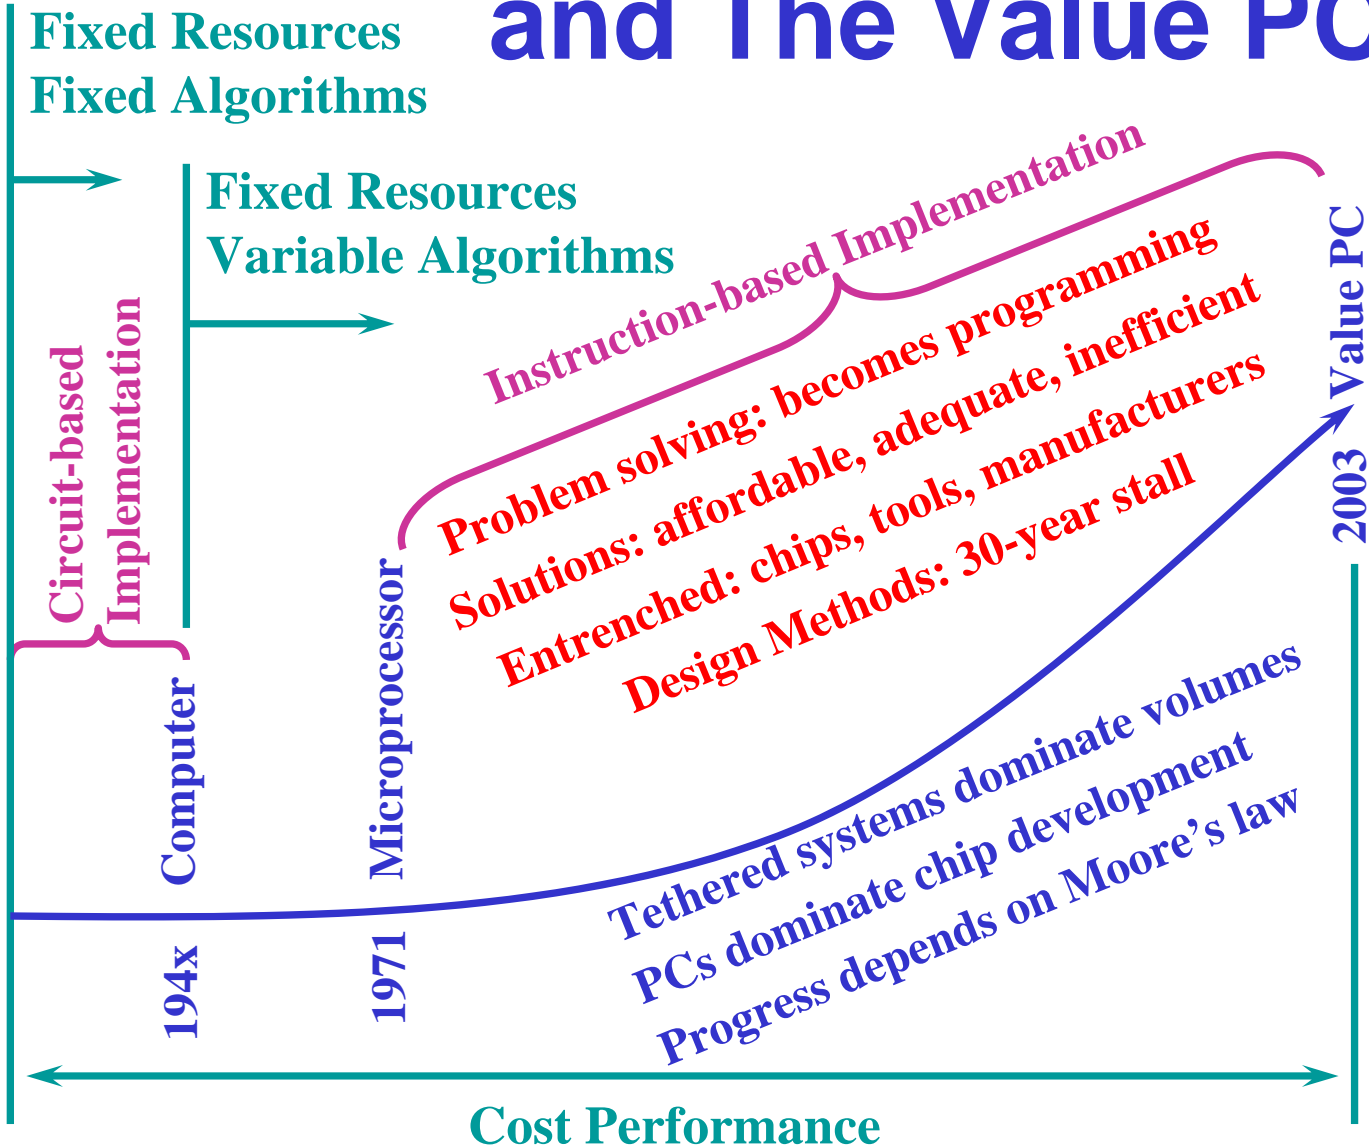 and The Value PC
Fixed Resources
Fixed Algorithms
Fixed Resources
Variable Algorithms
Circuit-based
Implementation
Instruction-based Implementation
Problem solving: becomes programming
Solutions: affordable, adequate, inefficient
Entrenched: chips, tools, manufacturers
Design Methods: 30-year stall
Computer
194x
Microprocessor
1971
Value PC
2003
Tethered systems dominate volumes
PCs dominate chip development
Progress depends on Moore’s law
Cost Performance